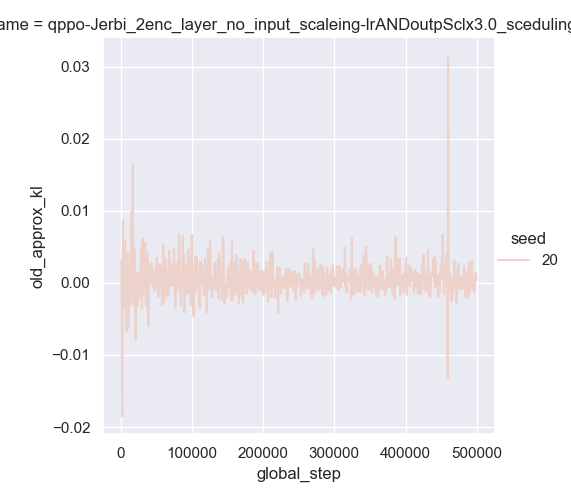 ame = qppo-Jerbi_2enc_layer_no_input_scaleing-lrANDoutpSclx3.0_sceduling
0.03
0.02
0.01
0.00
−0.01
−0.02
old_approx_kl
0 100000 200000 300000 400000 500000
global_step
seed
20